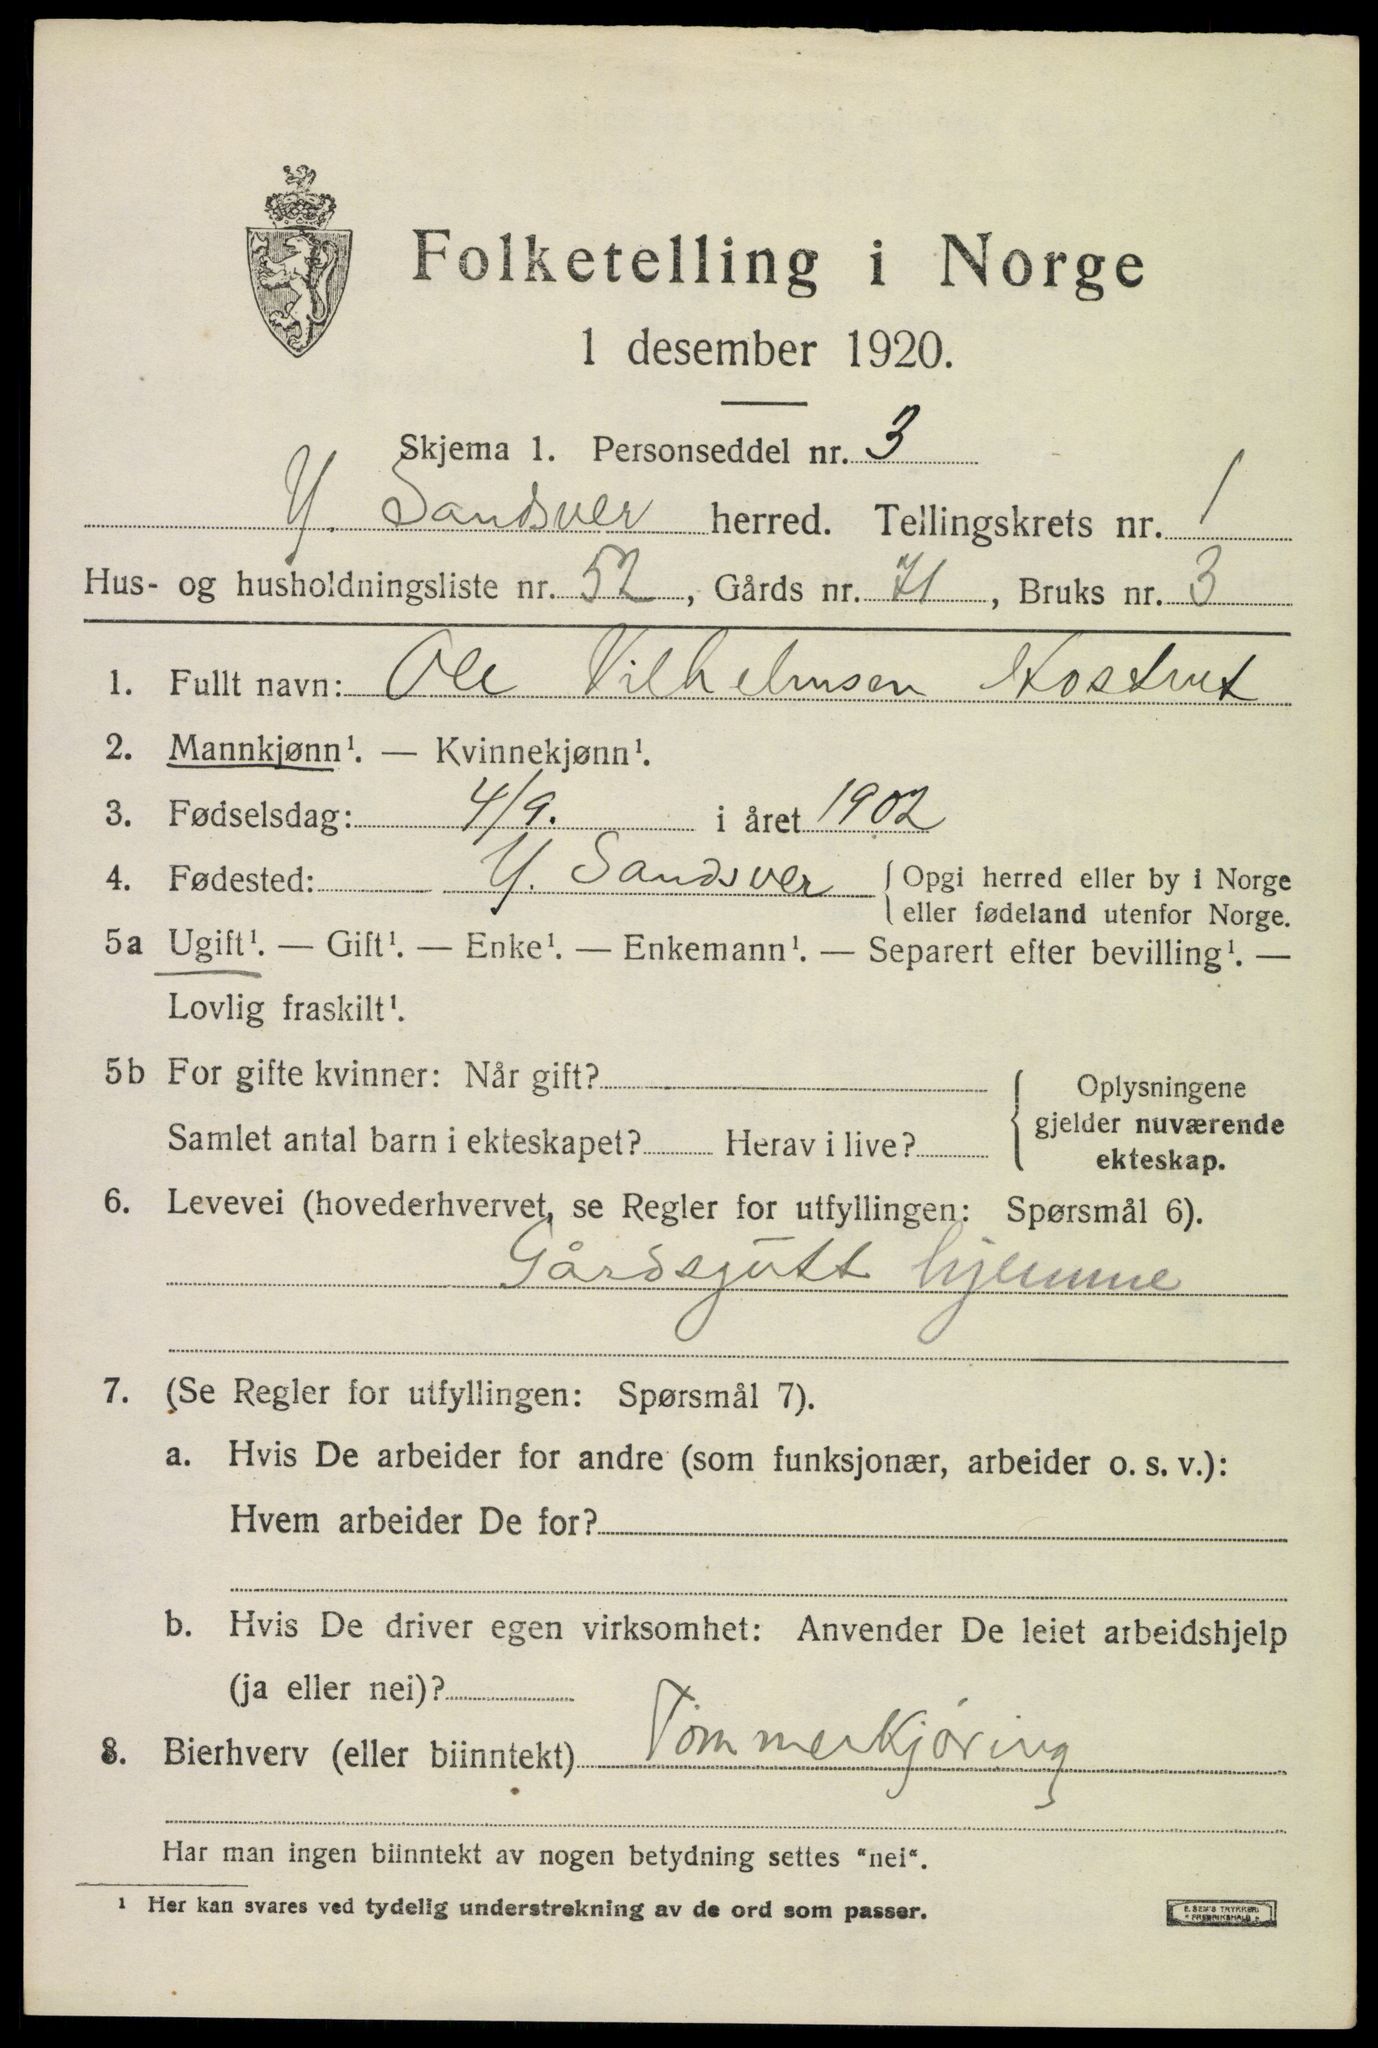 Folketelling i Norge
1 desember 1920.
Skjema 1. Personseddel nr. 3
Y. Sandsver herred. Tellingskrets nr. 1
Hus- og husholdningsliste nr. 52, Gårds nr. 71, Bruks nr. 3
1. Fullt navn: Ole Vilhelmsen Kostrut
2. Mannkjønn¹. — Kvinnekjønn¹.
3. Fødselsdag: 4/9. i året 1902
4. Fødested: Y. Sandsver {Opgi herred eller by i Norge
eller fødeland utenfor Norge.
5a Ugift¹. — Gift¹. — Enke¹. — Enkemann¹. — Separert efter bevilling¹. —
Lovlig fraskilt¹.
5b For gifte kvinner: Når gift?
Samlet antal barn i ekteskapet? Herav i live?
Oplysningene
gjelder nuværende
ekteskap.
6. Levevei (hovederhvervet, se Regler for utfyllingen: Spørsmål 6).
Gårdsgutt hjemme
7. (Se Regler for utfyllingen: Spørsmål 7).
a. Hvis De arbeider for andre (som funksjonær, arbeider o. s. v.):
Hvem arbeider De for?
b. Hvis De driver egen virksomhet: Anvender De leiet arbeidshjelp
(ja eller nei)?
8. Bierhverv (eller biinntekt) Tømmerkjøring
Har man ingen biinntekt av nogen betydning settes "nei".
¹ Her kan svares ved tydelig understrekning av de ord som passer.
E. SEM'S TRYKKERI
FREDRIKSHALD